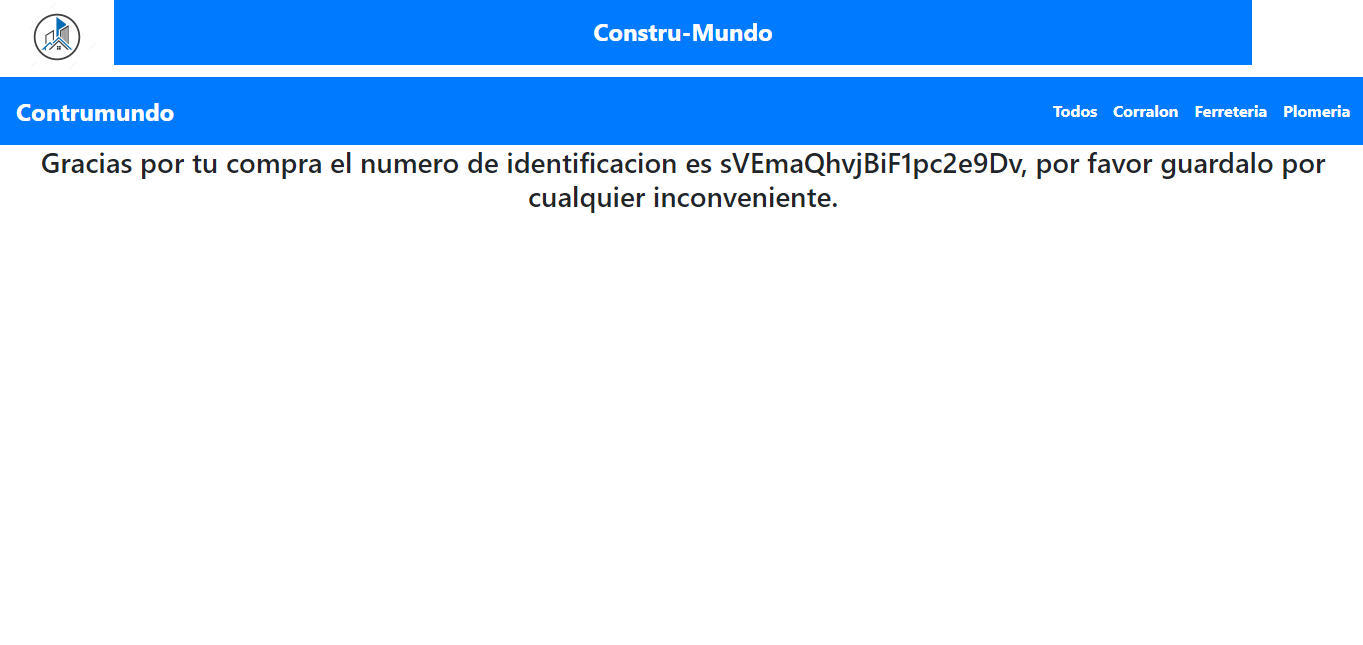 Constru-Mundo
Contrumundo
Todos Corralon Ferreteria Plomeria
Gracias por tu compra el numero de identificacion es sVEmaQhvjBiF1pc2e9Dv, por favor guardalo por
cualquier inconveniente.